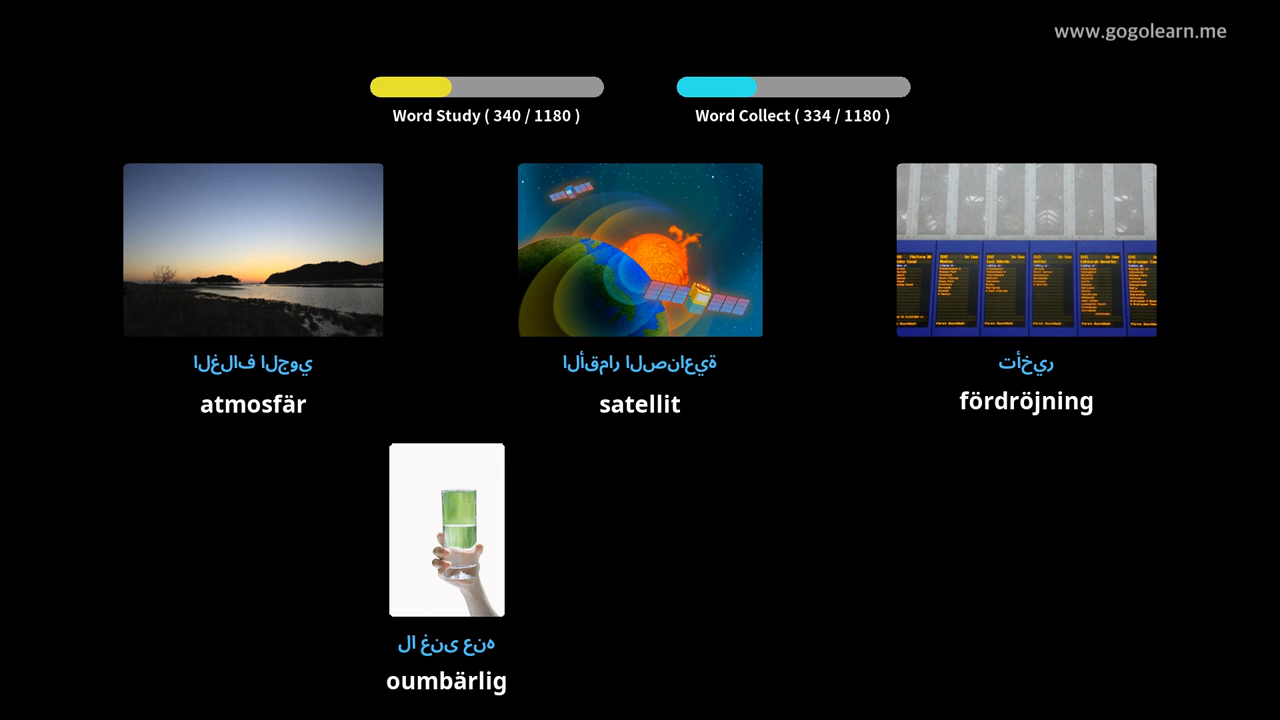 www.gogolearn.me
Word Study ( 340 / 1180 )
Word Collect ( 334 / 1180 )
الغلاف الجوي
atmosfär
الأقمار الصناعية
satellit
تأخير
fördröjning
لا غنى عنه
oumbärlig